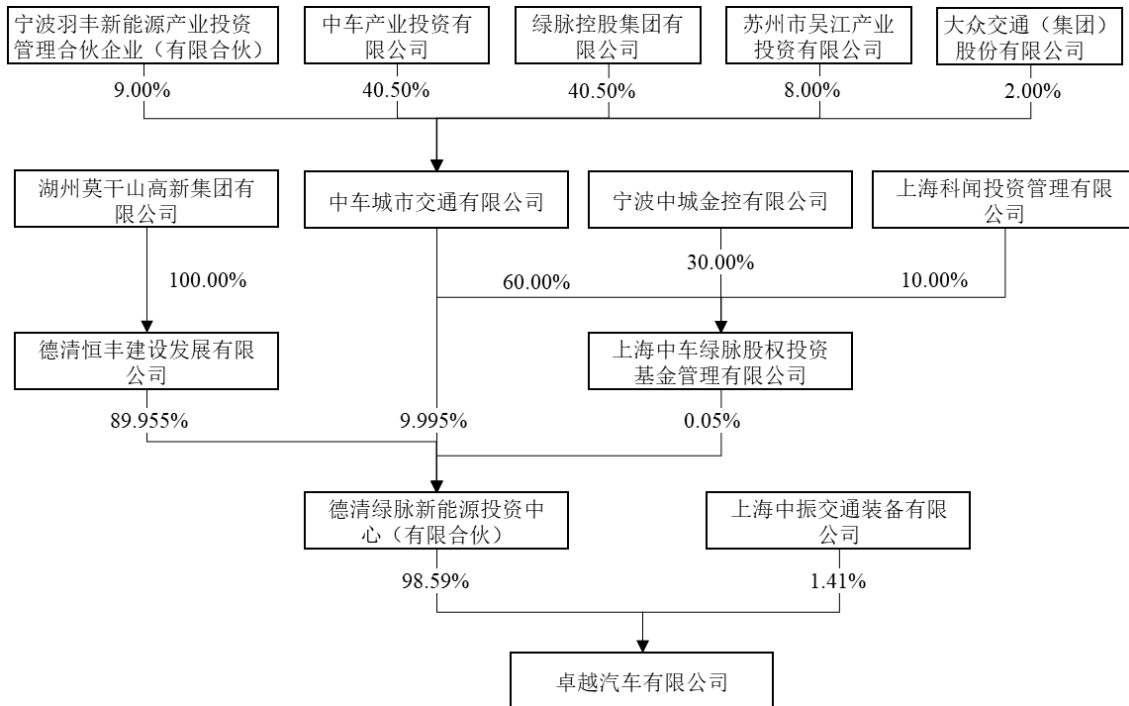 宁波羽丰新能源产业投资
管理合伙企业（有限合伙）
中车产业投资有
限公司
绿脉控股集团有
限公司
苏州市吴江产业
投资有限公司
大众交通（集团）
股份有限公司
9.00%
40.50%
40.50%
8.00%
2.00%
湖州莫干山高新集团有
限公司
中车城市交通有限公司
宁波中城金控有限公司
上海科闻投资管理有限
公司
100.00%
60.00%
30.00%
10.00%
德清恒丰建设发展有限
公司
上海中车绿脉股权投资
基金管理有限公司
89.955%
9.995%
0.05%
德清绿脉新能源投资中
心（有限合伙）
上海中振交通装备有限
公司
98.59%
1.41%
卓越汽车有限公司